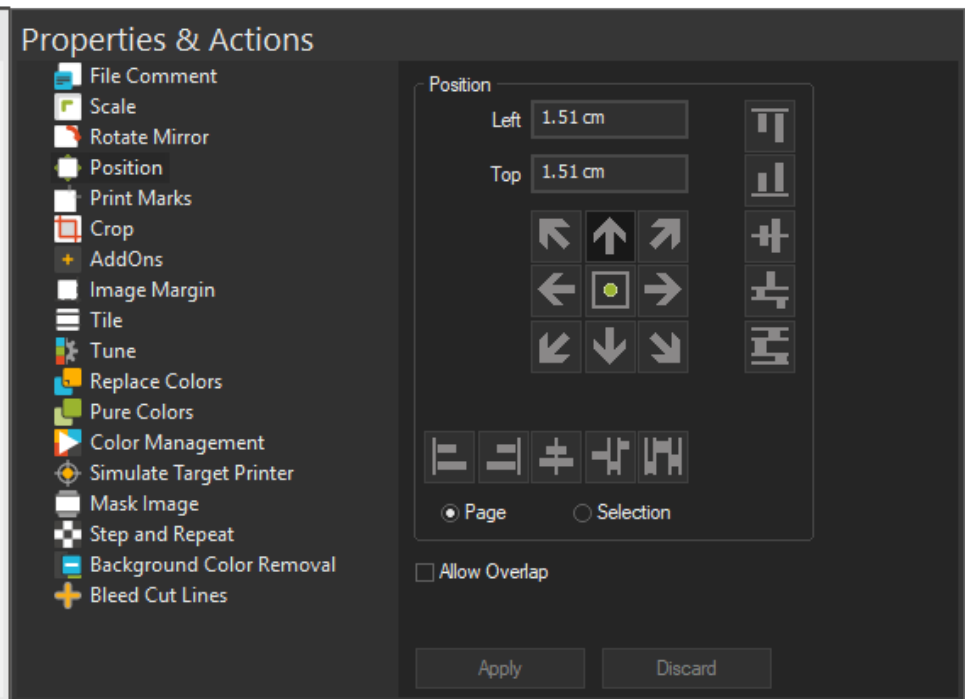 Properties & Actions
File Comment
Scale
Rotate Mirror
Position
Print Marks
Crop
AddOns
Image Margin
Tile
Tune
Replace Colors
Pure Colors
Color Management
Simulate Target Printer
Mask Image
Step and Repeat
Background Color Removal
Bleed Cut Lines
Position
Left 1.51 cm
Top 1.51 cm
Page Selection
Allow Overlap
Apply Discard